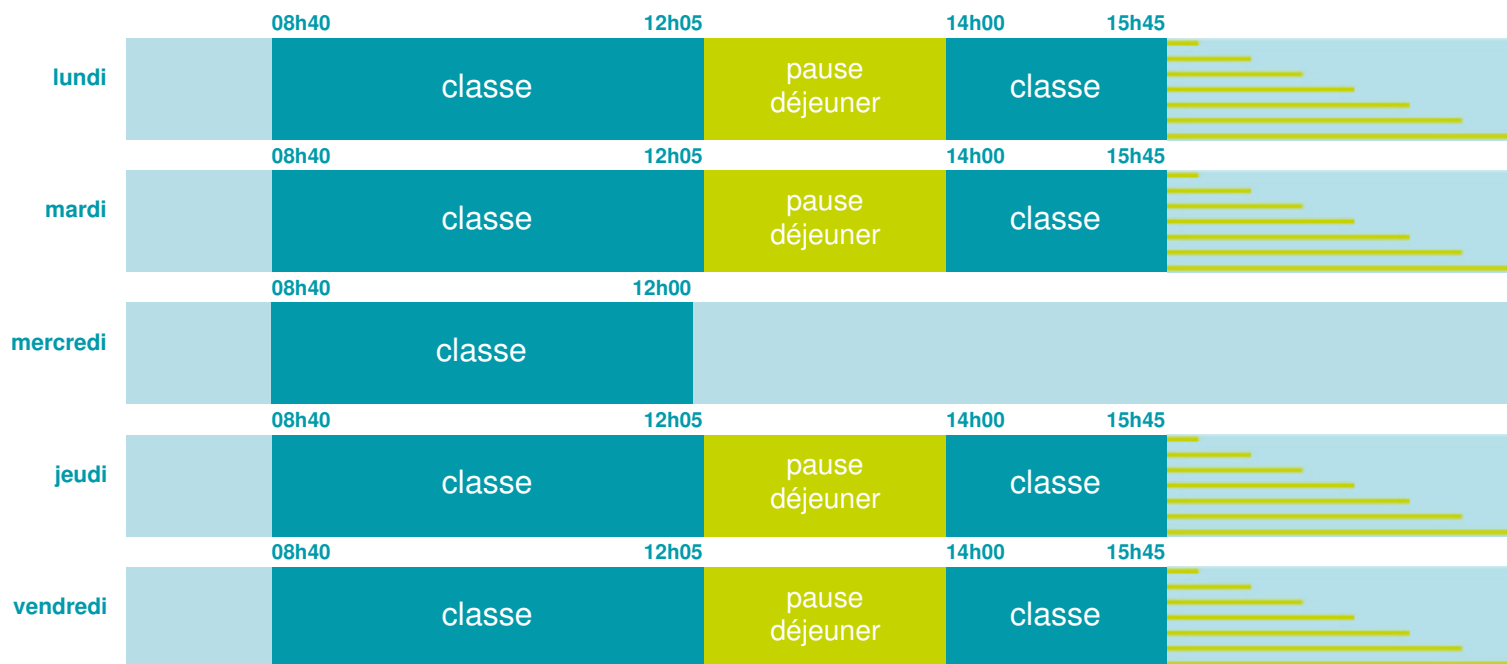 08h40 12h05 14h00 15h45
lundi classe pause déjeuner classe
08h40 12h05 14h00 15h45
mardi classe pause déjeuner classe
08h40 12h00
mercredi classe
08h40 12h05 14h00 15h45
jeudi classe pause déjeuner classe
08h40 12h05 14h00 15h45
vendredi classe pause déjeuner classe